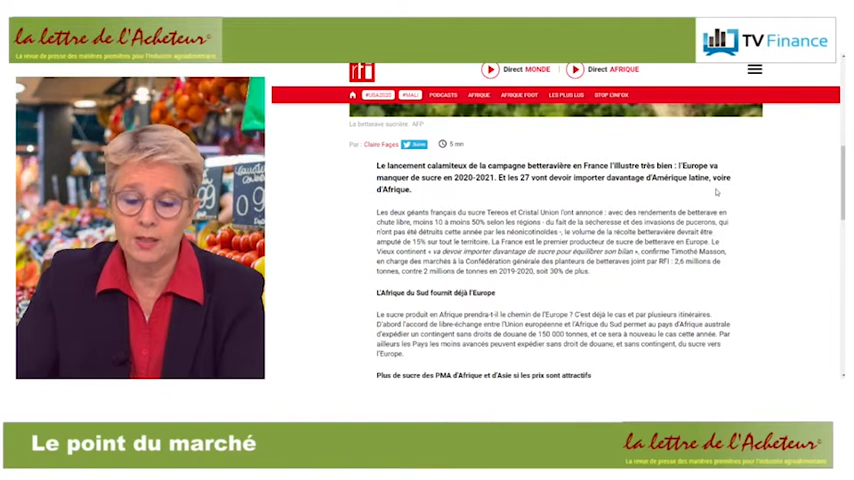 la lettre de l'Acheteur©
La revue de presse des matières premières pour l'industrie agroalimentaire
TV Finance
rfi
Direct MONDE
Direct AFRIQUE
#USA2020
#MALI
PODCASTS
AFRIQUE
AFRIQUE FOOT
LES PLUS LUS
STOP L'INFOX
La betterave sucrière. AFP
Par : Claire Fages
Suivre
5 mn
Le lancement calamiteux de la campagne betteravière en France l'illustre très bien : l'Europe va
manquer de sucre en 2020-2021. Et les 27 vont devoir importer davantage d'Amérique latine, voire
d'Afrique.
Les deux géants français du sucre Tereos et Cristal Union l'ont annoncé : avec des rendements de betterave en
chute libre, moins 10 à moins 50% selon les régions - du fait de la sécheresse et des invasions de pucerons, qui
n'ont pas été détruits cette année par les néonicotinoïdes -, le volume de la récolte betteravière devrait être
amputé de 15% sur tout le territoire. La France est le premier producteur de sucre de betterave en Europe. Le
Vieux continent « va devoir importer davantage de sucre pour équilibrer son bilan », confirme Timothé Masson,
en charge des marchés à la Confédération générale des planteurs de betteraves joint par RFI : 2,6 millions de
tonnes, contre 2 millions de tonnes en 2019-2020, soit 30% de plus.
L'Afrique du Sud fournit déjà l'Europe
Le sucre produit en Afrique prendra-t-il le chemin de l'Europe ? C'est déjà le cas et par plusieurs itinéraires.
D'abord l'accord de libre-échange entre l'Union européenne et l'Afrique du Sud permet au pays d'Afrique australe
d'expédier un contingent sans droits de douane de 150 000 tonnes, et ce sera à nouveau le cas cette année. Par
ailleurs les Pays les moins avancés peuvent expédier sans droit de douane, et sans contingent, du sucre vers
l'Europe.
Plus de sucre des PMA d'Afrique et d'Asie si les prix sont attractifs
Le point du marché
la lettre de l'Acheteur©
La revue de presse des matières premières pour l'industrie agroalimentaire